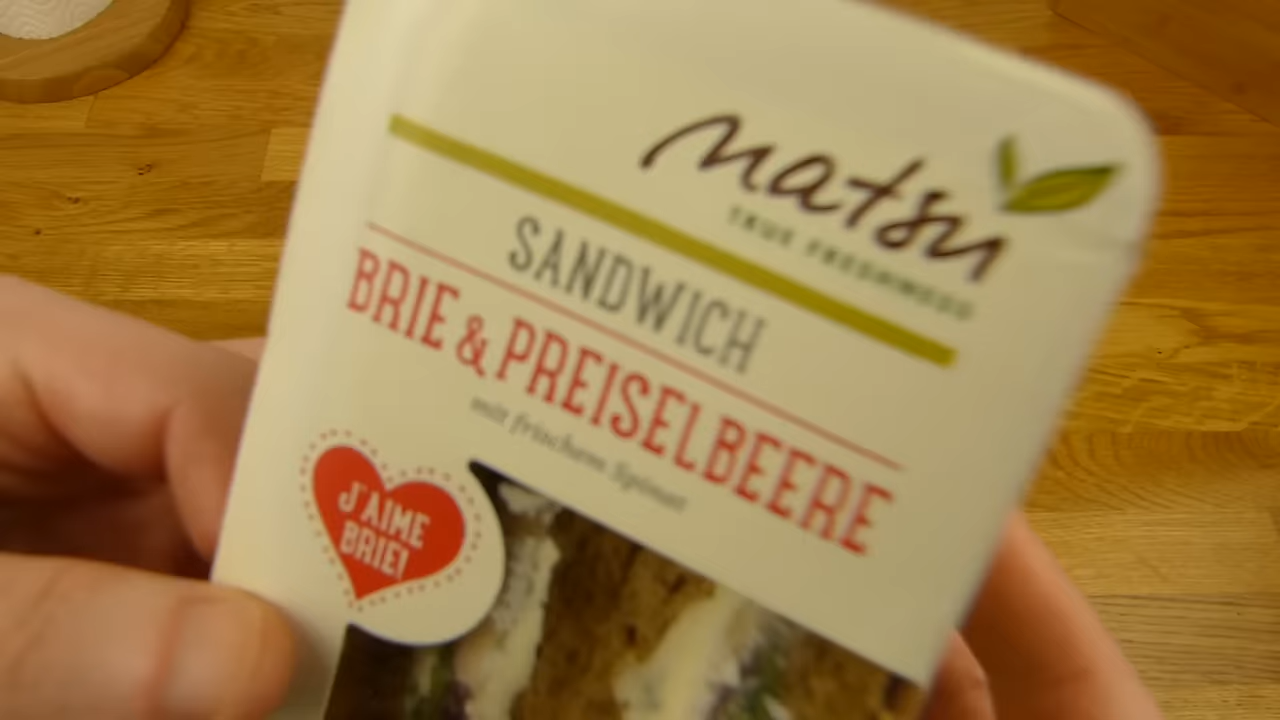 natsu
TRUE FRESHNESS
SANDWICH
BRIE & PREISELBEERE
mit frischem Spinat
J'AIME
BRIE!